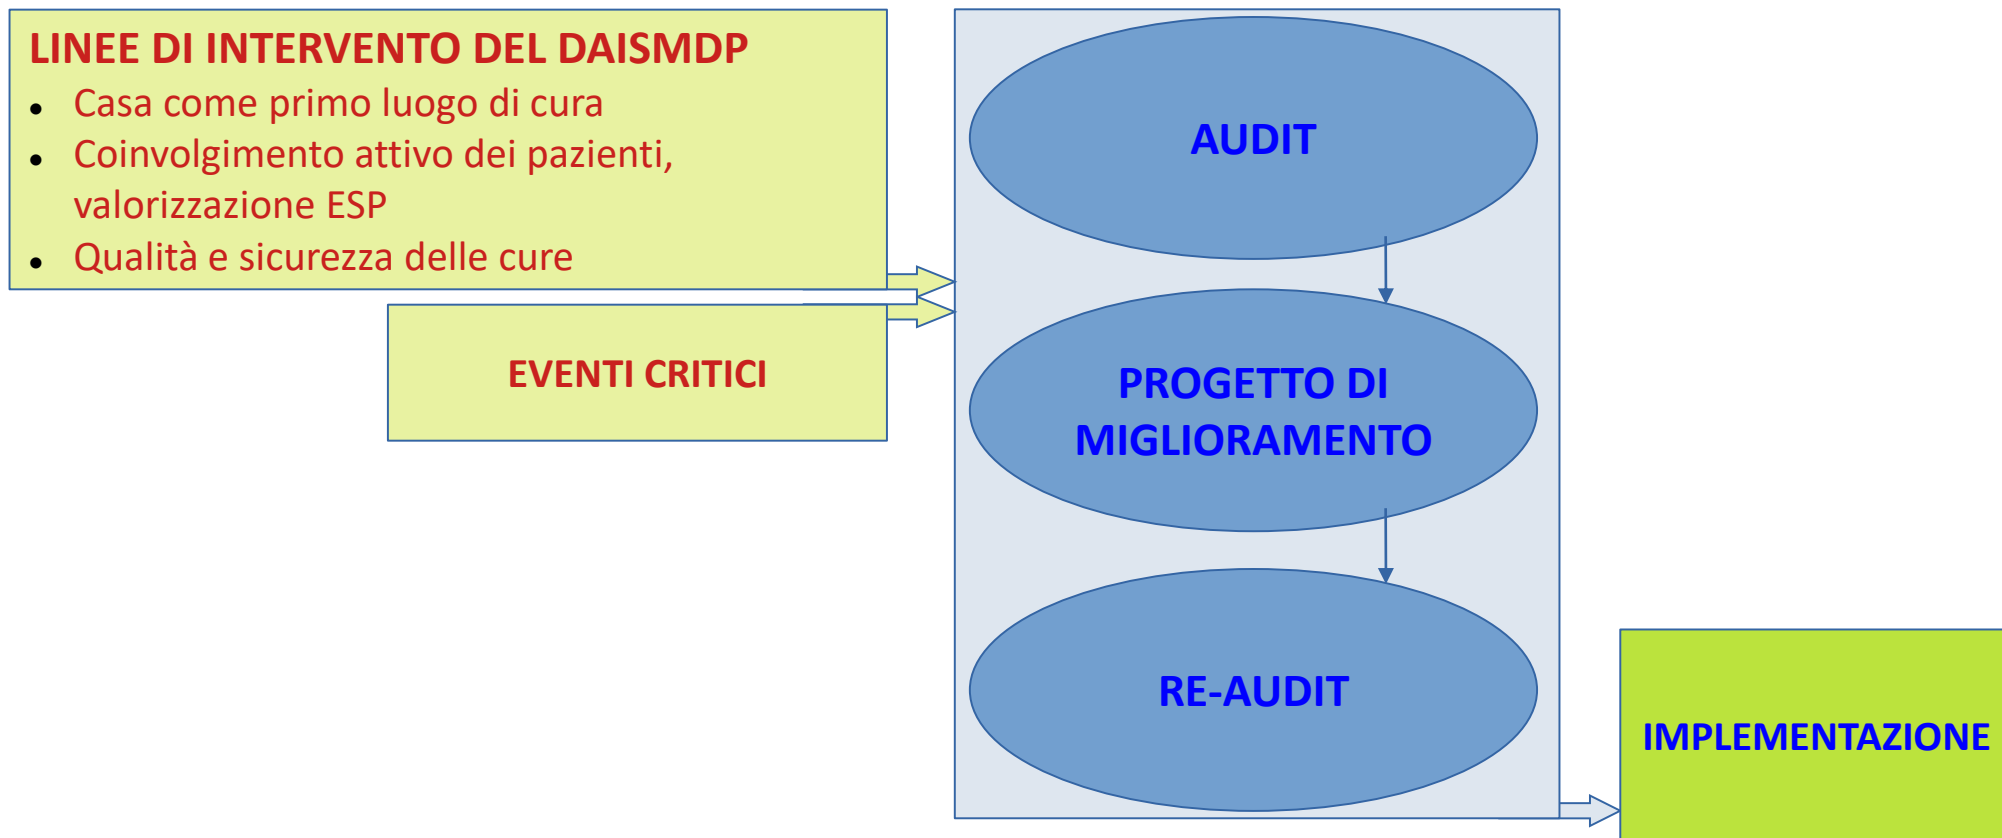 LINEE DI INTERVENTO DEL DAISMDP
● Casa come primo luogo di cura
● Coinvolgimento attivo dei pazienti,
valorizzazione ESP
● Qualità e sicurezza delle cure
EVENTI CRITICI
AUDIT
PROGETTO DI
MIGLIORAMENTO
RE-AUDIT
IMPLEMENTAZIONE